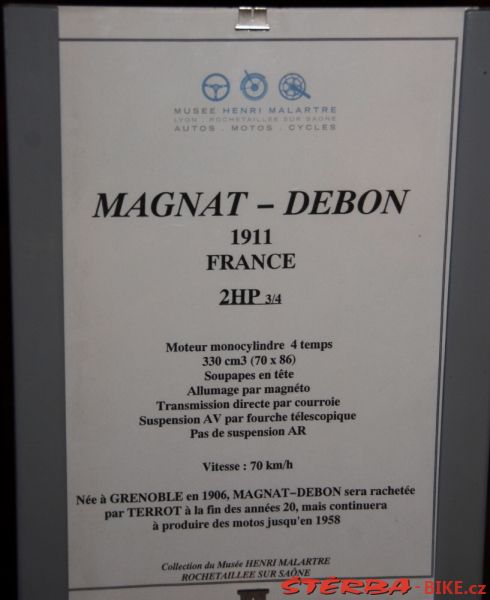 MUSEE HENRI MALARTRE
LYON . ROCHETAILLEE SUR SAONE
AUTOS . MOTOS . CYCLES
MAGNAT – DEBON
1911
FRANCE
2HP 3/4
Moteur monocylindre 4 temps
330 cm3 (70 x 86)
Soupapes en tête
Allumage par magnéto
Transmission directe par courroie
Suspension AV par fourche télescopique
Pas de suspension AR
Vitesse : 70 km/h
Née à GRENOBLE en 1906, MAGNAT–DEBON sera rachetée
par TERROT à la fin des années 20, mais continuera
à produire des motos jusqu'en 1958
Collection du Musée HENRI MALARTRE
ROCHETAILLEE SUR SAÔNE
STERBA-BIKE.cz